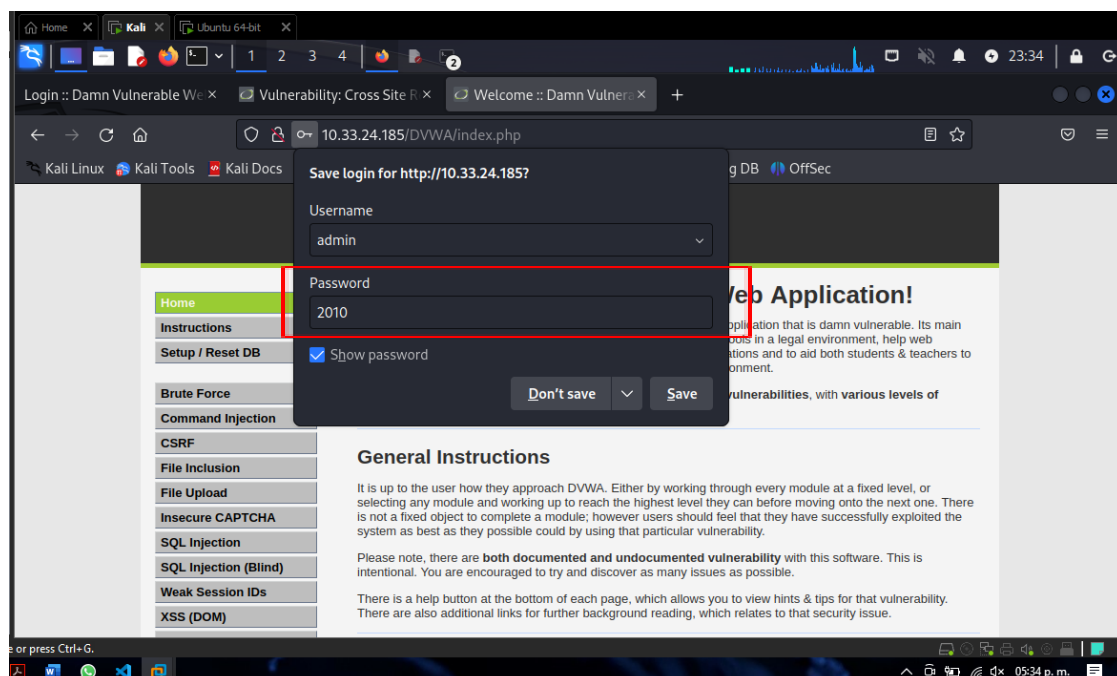 Home
Kali
Ubuntu 64-bit
1 2 3 4
2
23:34
Login :: Damn Vulnerable We
Vulnerability: Cross Site R
Welcome :: Damn Vulnera
10.33.24.185/DVWA/index.php
Kali Linux
Kali Tools
Kali Docs
g DB
OffSec
Save login for http://10.33.24.185?
Username
admin
Password
2010
Show password
Don't save
Save
Web Application!
pplication that is damn vulnerable. Its main
ools in a legal environment, help web
ations and to aid both students & teachers to
onment.
vulnerabilities, with various levels of
Home
Instructions
Setup / Reset DB
Brute Force
Command Injection
CSRF
File Inclusion
File Upload
Insecure CAPTCHA
SQL Injection
SQL Injection (Blind)
Weak Session IDs
XSS (DOM)
General Instructions
It is up to the user how they approach DVWA. Either by working through every module at a fixed level, or
selecting any module and working up to reach the highest level they can before moving onto the next one. There
is not a fixed object to complete a module; however users should feel that they have successfully exploited the
system as best as they possible could by using that particular vulnerability.
Please note, there are both documented and undocumented vulnerability with this software. This is
intentional. You are encouraged to try and discover as many issues as possible.
There is a help button at the bottom of each page, which allows you to view hints & tips for that vulnerability.
There are also additional links for further background reading, which relates to that security issue.
e or press Ctrl+G.
05:34 p. m.